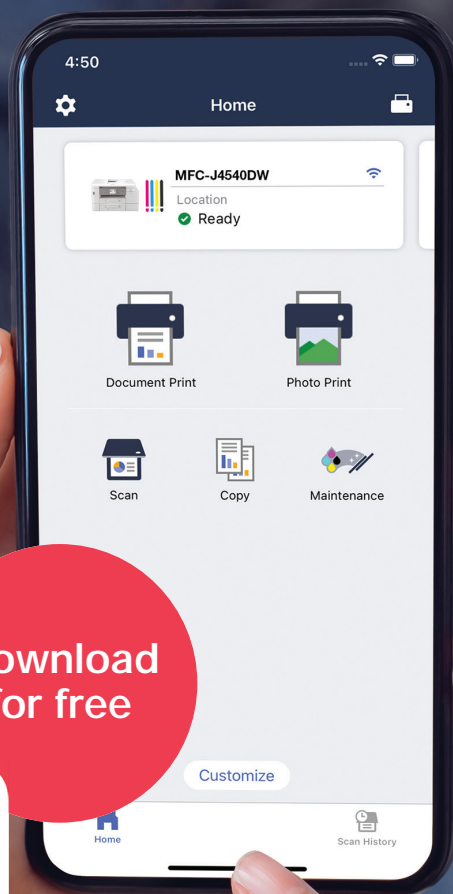 4:50
Home
MFC-J4540DW
Location
Ready
Document Print
Photo Print
Scan
Copy
Maintenance
ownload
for free
Customize
Home
Scan History